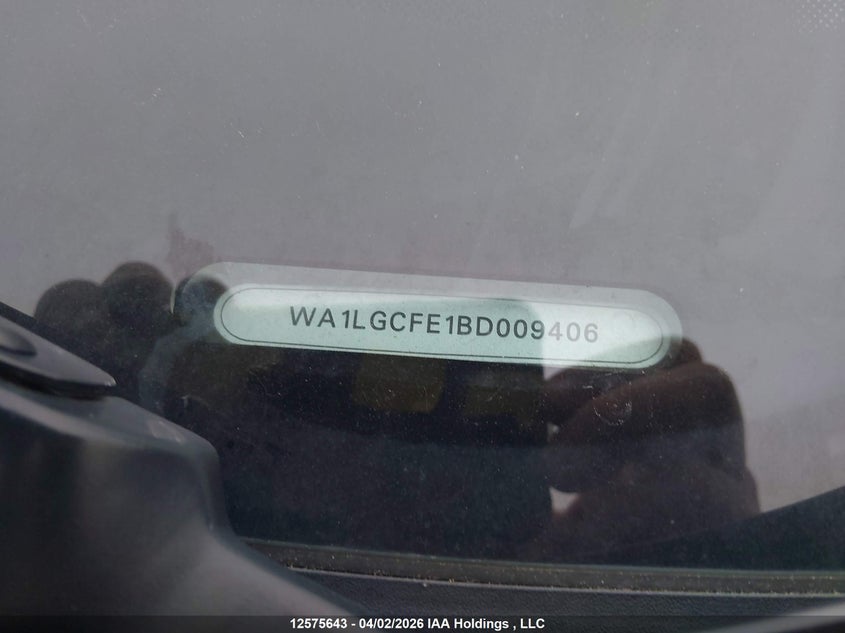 WA1LGCFE1BD009406
12575643 - 04/02/2026 IAA Holdings , LLC